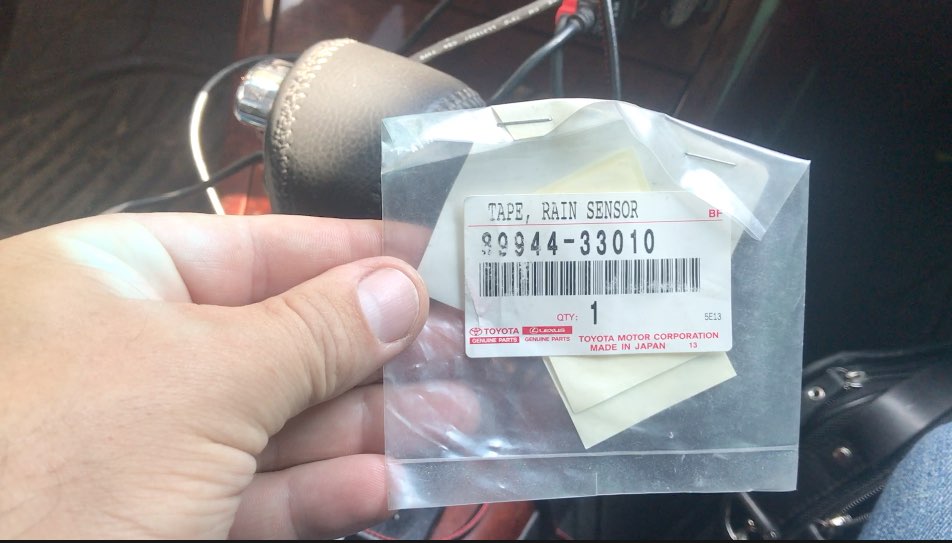 TAPE, RAIN SENSOR
BP
89944-33010
QTY: 1
5E13
TOYOTA LEXUS
GENUINE PARTS GENUINE PARTS
TOYOTA MOTOR CORPORATION
MADE IN JAPAN 13